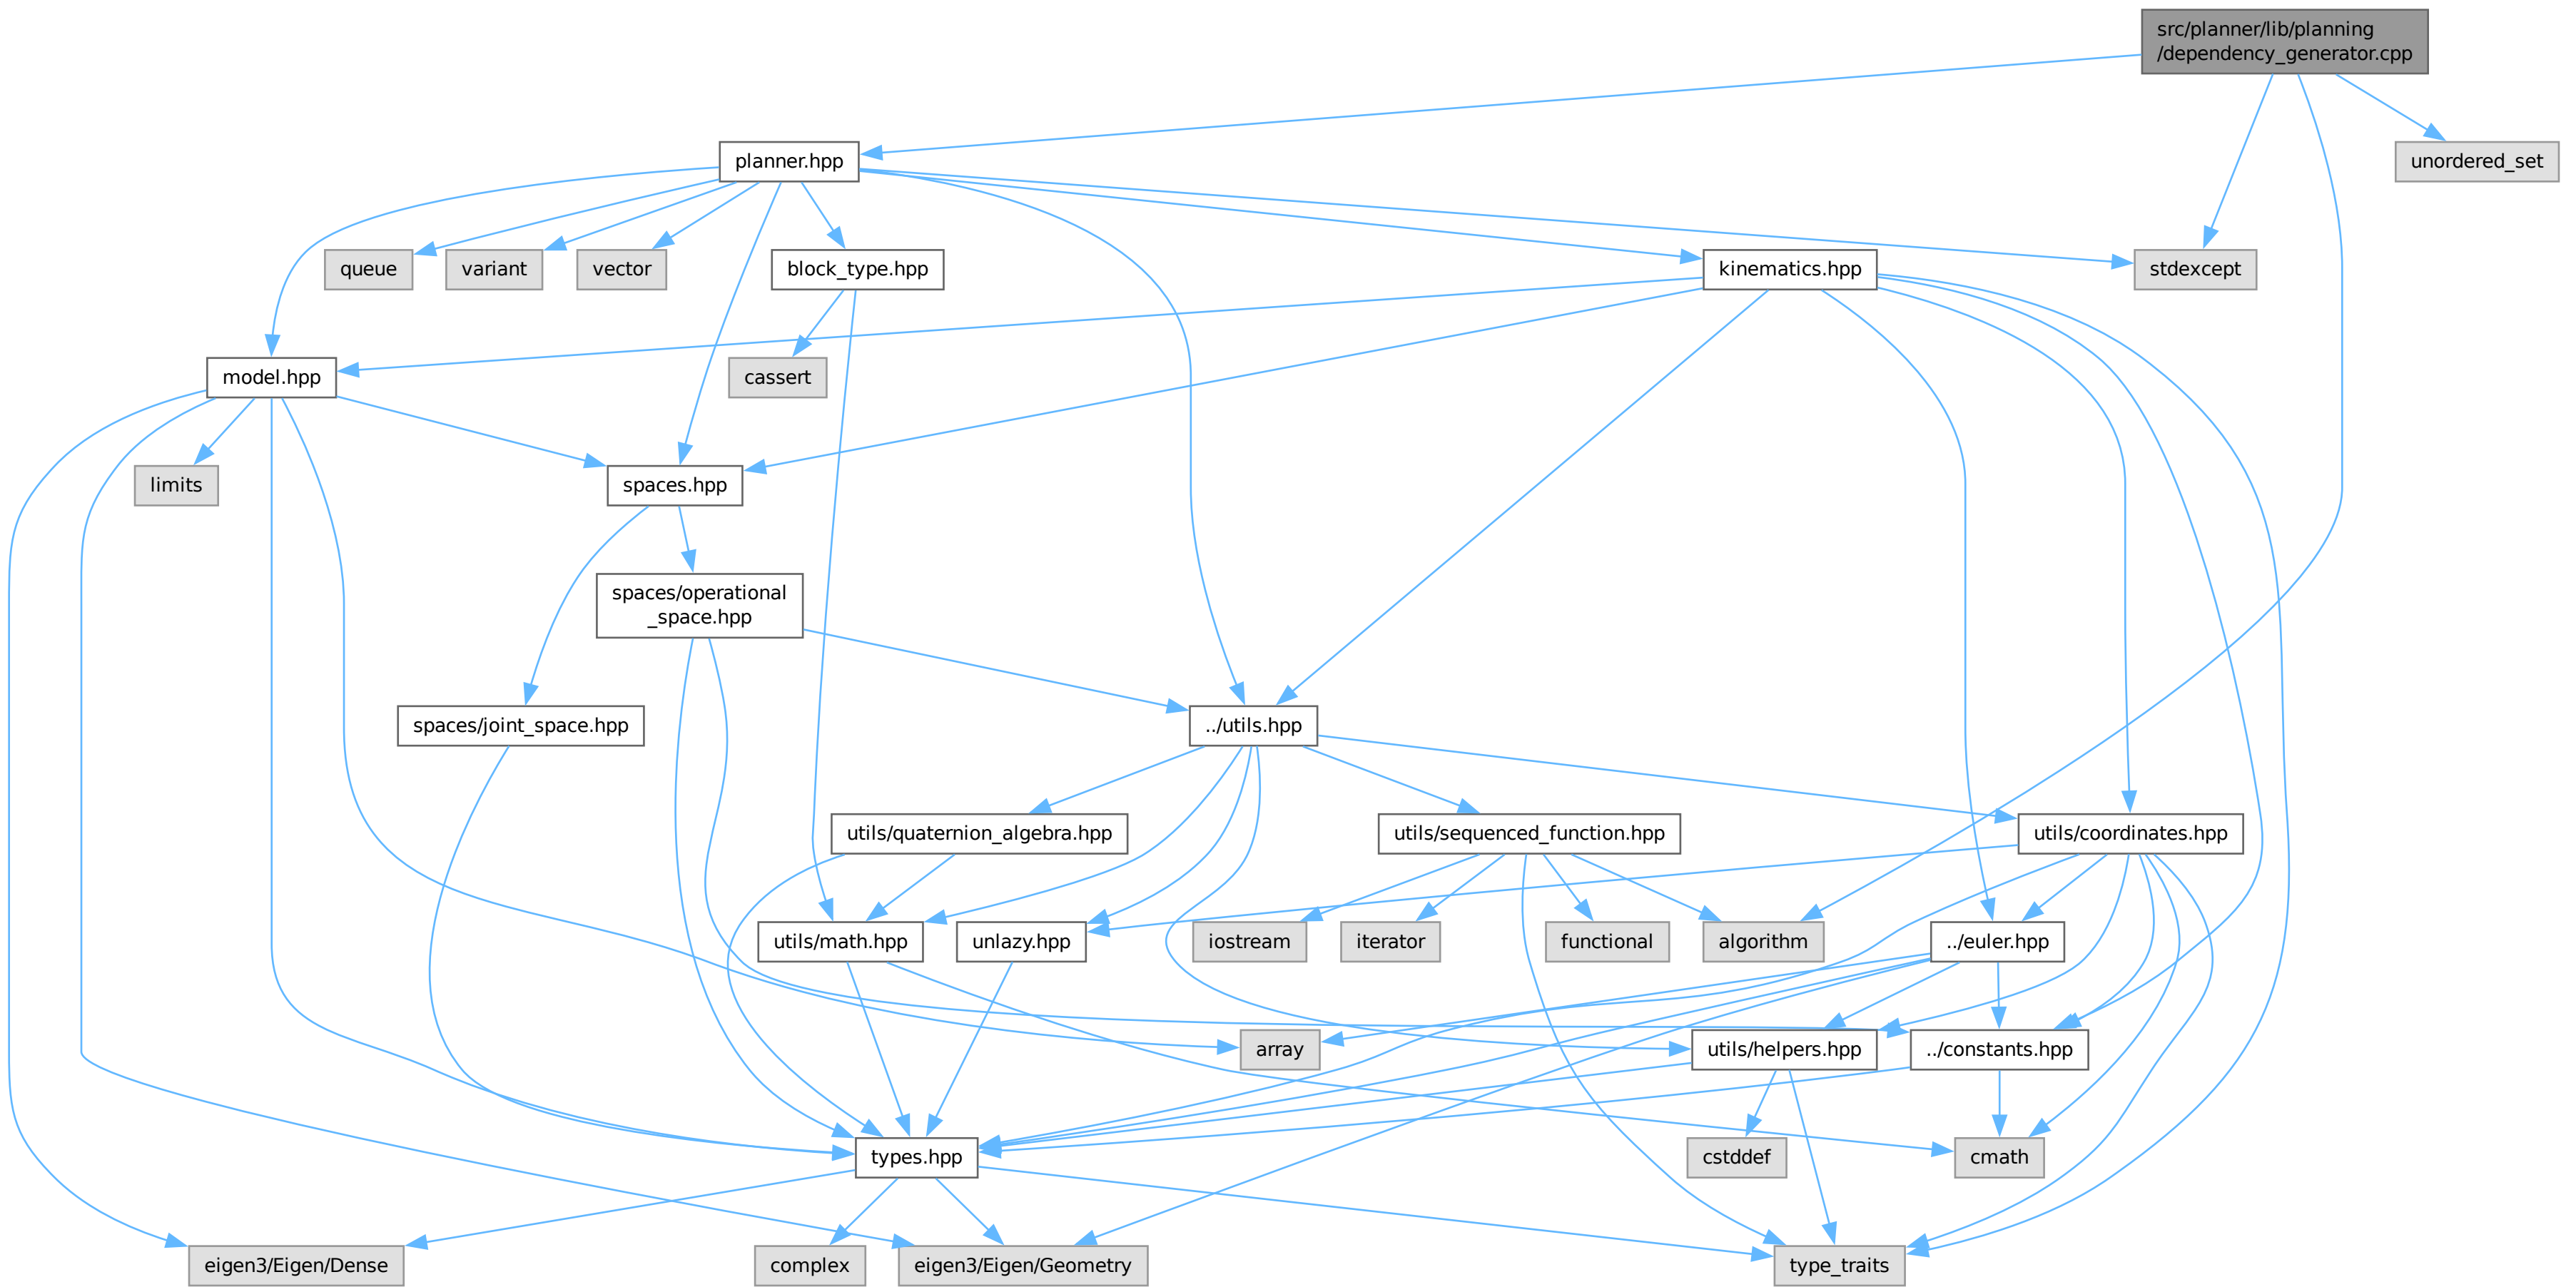 src/planner/lib/planning
/dependency_generator.cpp
planner.hpp
unordered_set
queue
variant
vector
block_type.hpp
kinematics.hpp
stdexcept
model.hpp
cassert
limits
spaces.hpp
spaces/operational
_space.hpp
spaces/joint_space.hpp
../utils.hpp
utils/quaternion_algebra.hpp
utils/sequenced_function.hpp
utils/coordinates.hpp
utils/math.hpp
unlazy.hpp
iostream
iterator
functional
algorithm
../euler.hpp
array
utils/helpers.hpp
../constants.hpp
types.hpp
cstddef
cmath
eigen3/Eigen/Dense
complex
eigen3/Eigen/Geometry
type_traits